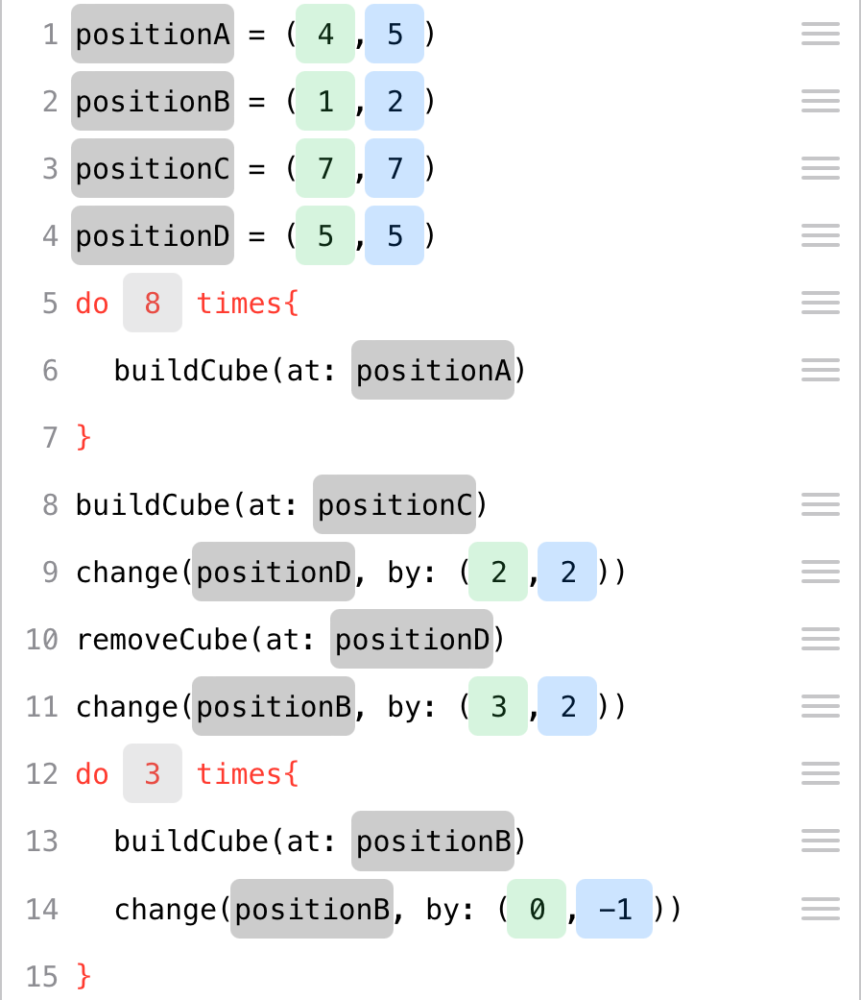 1 positionA = ( 4 , 5 )
2 positionB = ( 1 , 2 )
3 positionC = ( 7 , 7 )
4 positionD = ( 5 , 5 )
5 do 8 times{
6 buildCube(at: positionA)
7 }
8 buildCube(at: positionC)
9 change(positionD, by: ( 2 , 2 ))
10 removeCube(at: positionD)
11 change(positionB, by: ( 3 , 2 ))
12 do 3 times{
13 buildCube(at: positionB)
14 change(positionB, by: ( 0 , −1 ))
15 }